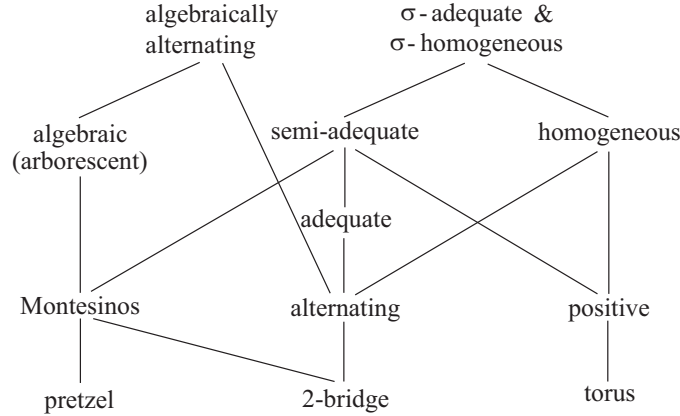 algebraically
alternating
σ-adequate &
σ-homogeneous
algebraic
(arborescent)
semi-adequate
homogeneous
adequate
Montesinos
alternating
positive
pretzel
2-bridge
torus